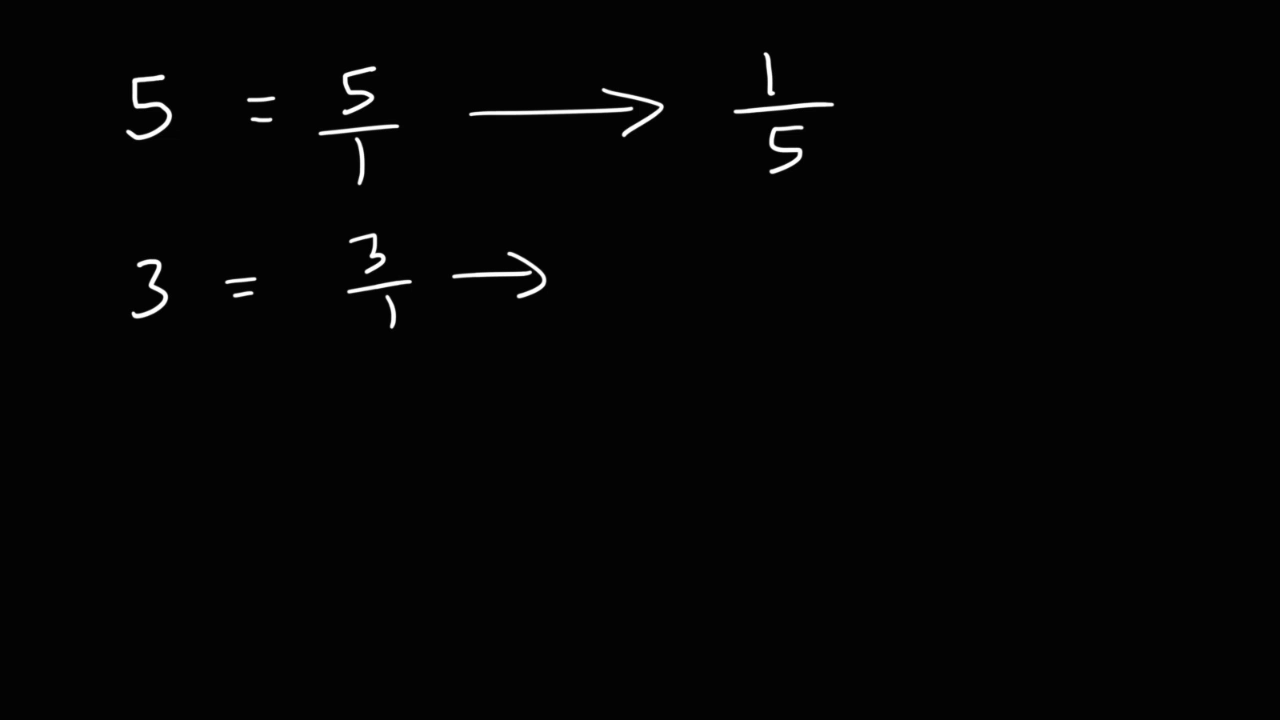 5 = 5/1 → 1/5
3 = 3/1 →